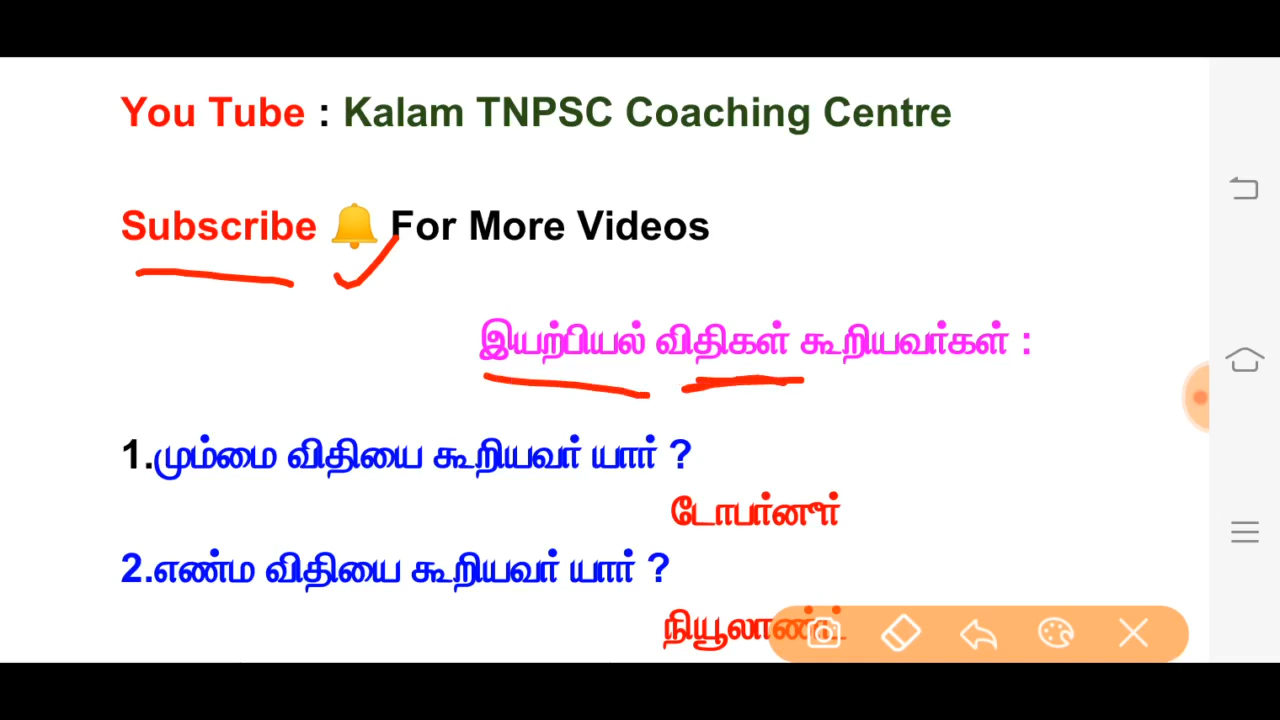 You Tube : Kalam TNPSC Coaching Centre
Subscribe 🔔 For More Videos
இயற்பியல் விதிகள் கூறியவர்கள் :
1.மும்மை விதியை கூறியவர் யார் ?
டோபர்னூர்
2.எண்ம விதியை கூறியவர் யார் ?
நியூலாண்ட்